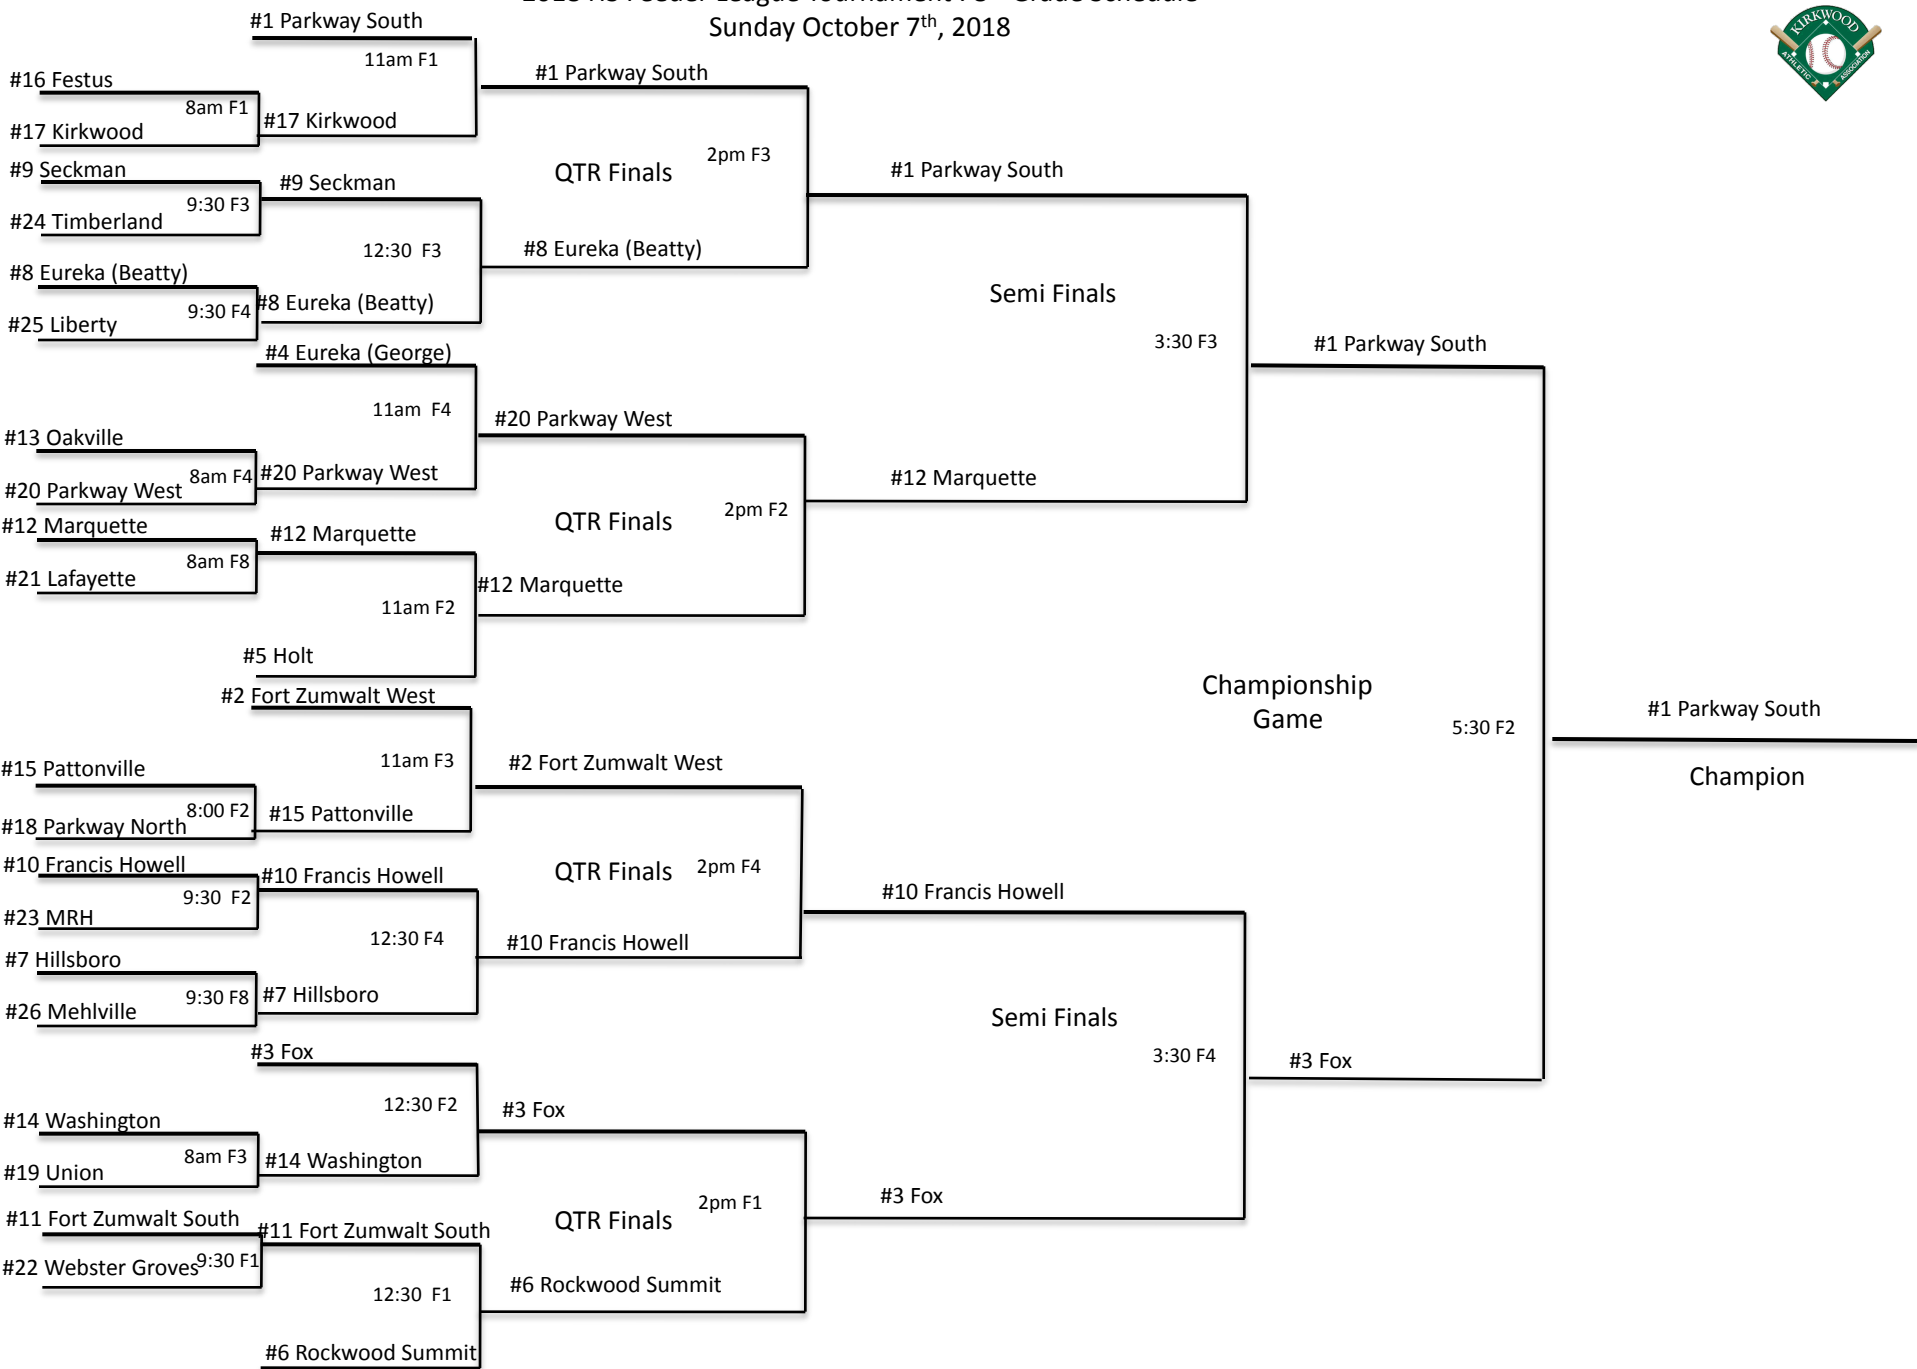 Sunday October 7th, 2018
KIRKWOOD
ATHLETIC
ASSOCIATION
#1 Parkway South
11am F1
#16 Festus
8am F1
#17 Kirkwood
#17 Kirkwood
#1 Parkway South
#9 Seckman
9:30 F3
#24 Timberland
#9 Seckman
12:30 F3
QTR Finals
2pm F3
#8 Eureka (Beatty)
#8 Eureka (Beatty)
9:30 F4
#25 Liberty
#8 Eureka (Beatty)
#1 Parkway South
Semi Finals
3:30 F3
#4 Eureka (George)
11am F4
#13 Oakville
8am F4
#20 Parkway West
#20 Parkway West
#20 Parkway West
#12 Marquette
8am F8
#21 Lafayette
#12 Marquette
11am F2
#5 Holt
QTR Finals
2pm F2
#12 Marquette
#12 Marquette
#1 Parkway South
#2 Fort Zumwalt West
11am F3
#15 Pattonville
8:00 F2
#18 Parkway North
#15 Pattonville
#2 Fort Zumwalt West
#10 Francis Howell
9:30 F2
#23 MRH
#10 Francis Howell
12:30 F4
QTR Finals
2pm F4
#10 Francis Howell
#7 Hillsboro
9:30 F8
#26 Mehlville
#7 Hillsboro
#10 Francis Howell
Semi Finals
3:30 F4
#3 Fox
12:30 F2
#14 Washington
8am F3
#19 Union
#14 Washington
#3 Fox
#11 Fort Zumwalt South
9:30 F1
#22 Webster Groves
#11 Fort Zumwalt South
12:30 F1
#6 Rockwood Summit
QTR Finals
2pm F1
#6 Rockwood Summit
#3 Fox
#3 Fox
Championship
Game
5:30 F2
#1 Parkway South
Champion